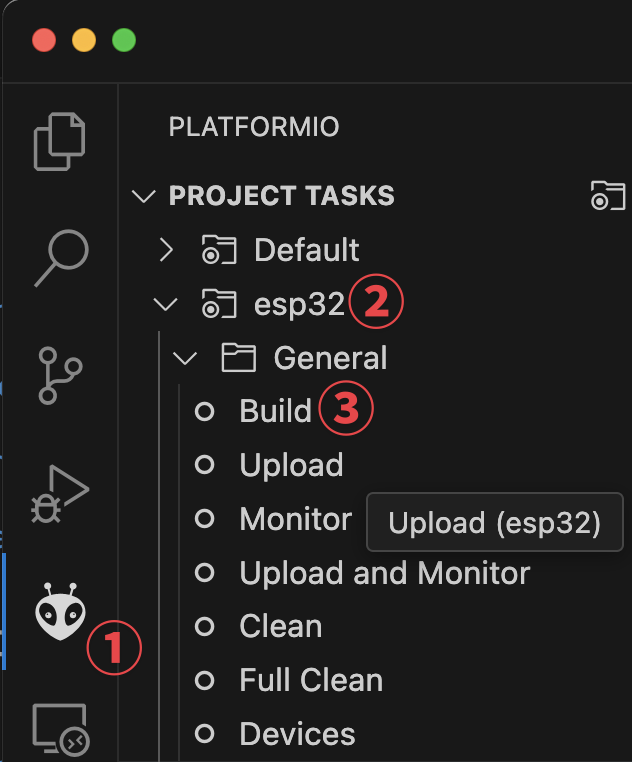 PLATFORMIO
PROJECT TASKS
Default
esp32 2
General
Build 3
Upload
Monitor
Upload (esp32)
Upload and Monitor
Clean
1
Full Clean
Devices